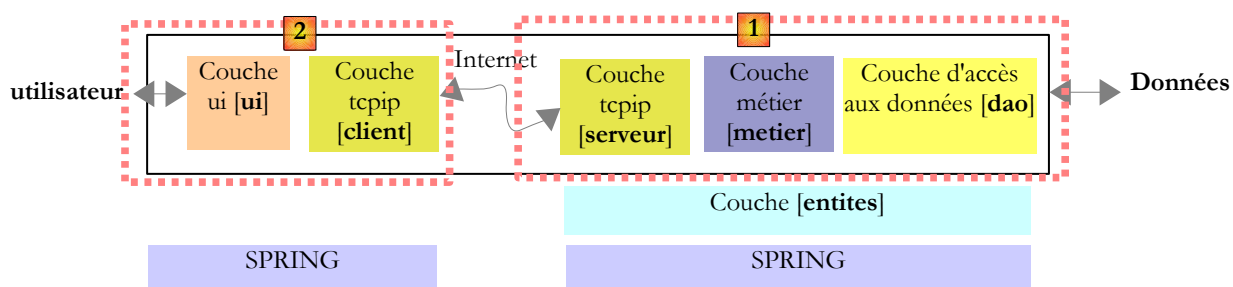 2
1
utilisateur
Couche
ui [ui]
Couche
tcpip
[client]
Internet
Couche
tcpip
[serveur]
Couche
métier
[metier]
Couche d'accès
aux données [dao]
Données
Couche [entites]
SPRING
SPRING